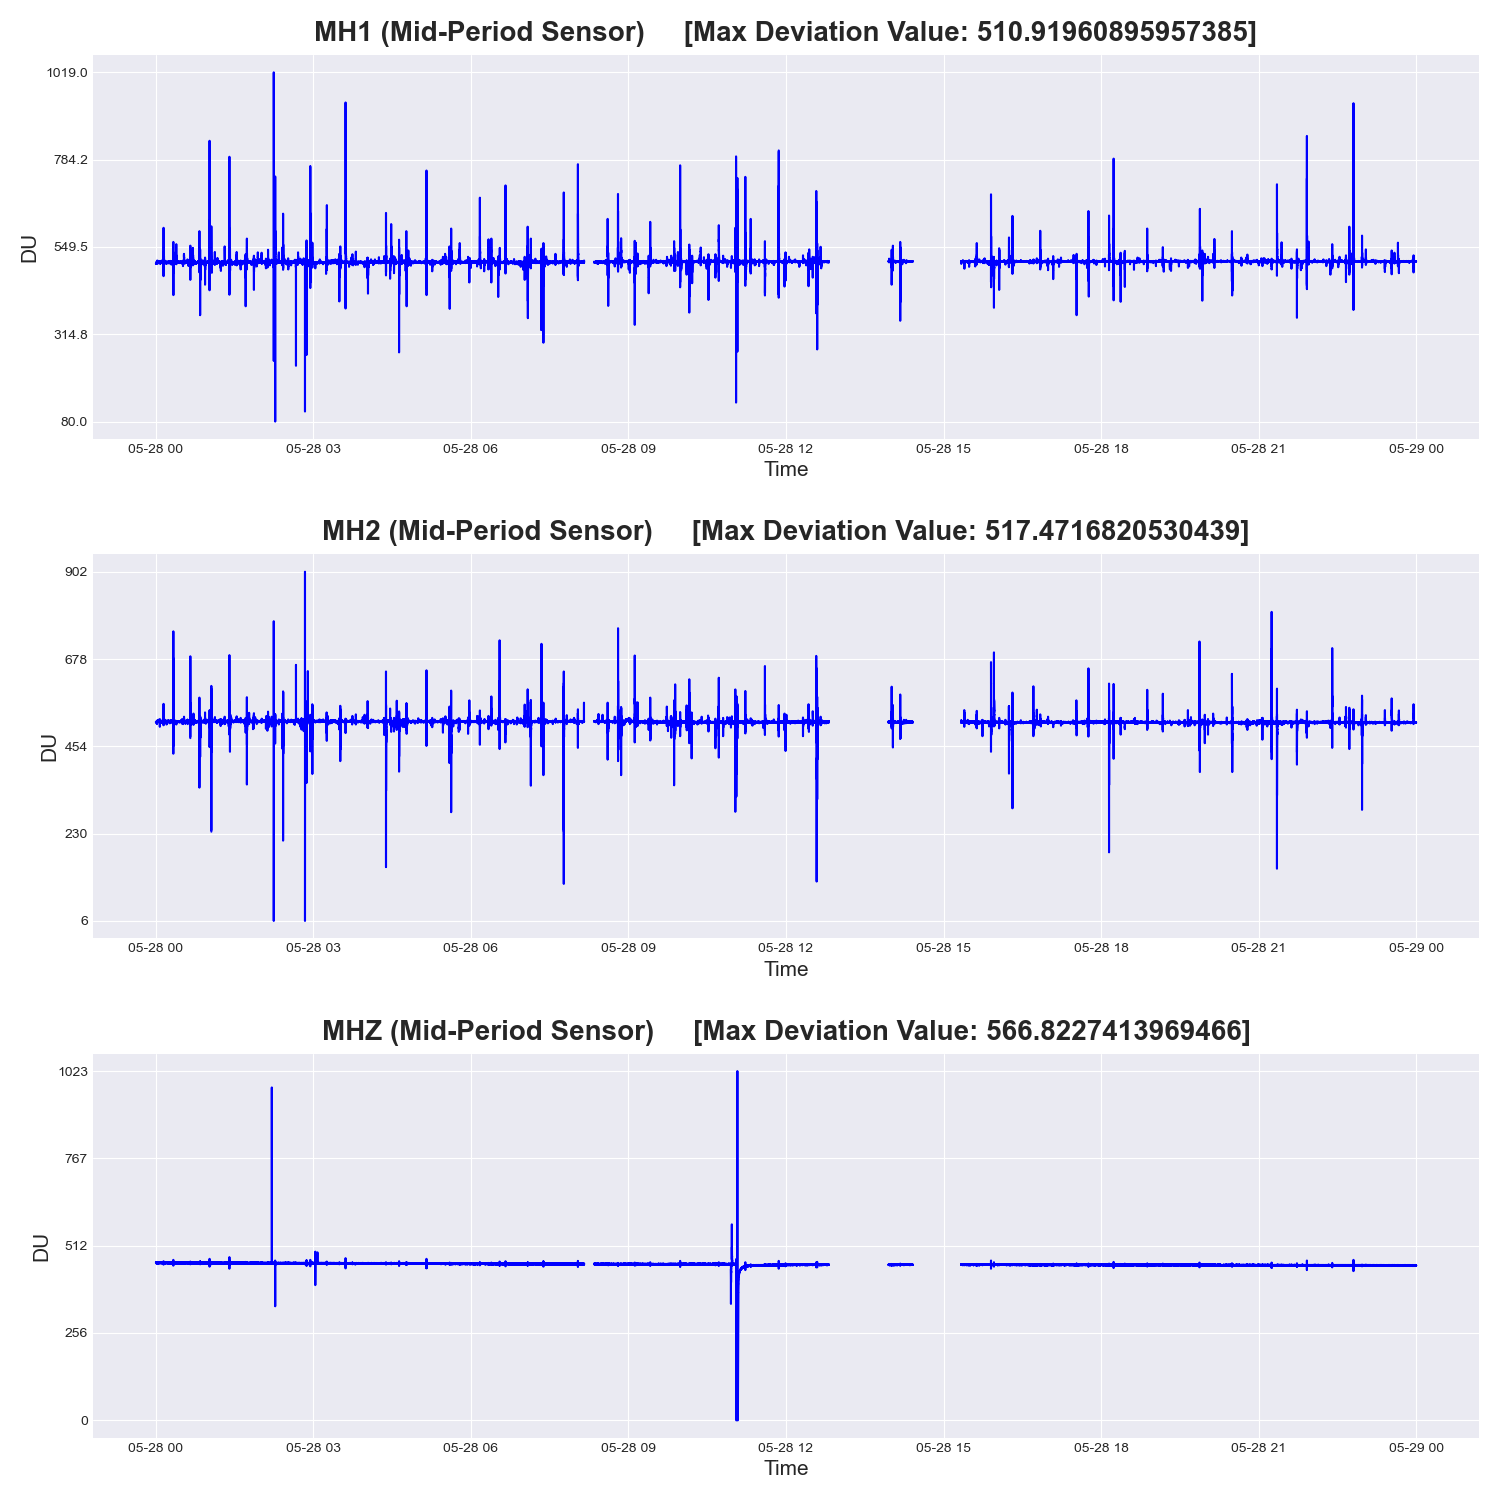 MH1 (Mid-Period Sensor) [Max Deviation Value: 510.91960895957385]
1019.0
784.2
549.5
314.8
80.0
DU
05-28 00 05-28 03 05-28 06 05-28 09 05-28 12 05-28 15 05-28 18 05-28 21 05-29 00
Time
MH2 (Mid-Period Sensor) [Max Deviation Value: 517.4716820530439]
902
678
454
230
6
DU
05-28 00 05-28 03 05-28 06 05-28 09 05-28 12 05-28 15 05-28 18 05-28 21 05-29 00
Time
MHZ (Mid-Period Sensor) [Max Deviation Value: 566.8227413969466]
1023
767
512
256
0
DU
05-28 00 05-28 03 05-28 06 05-28 09 05-28 12 05-28 15 05-28 18 05-28 21 05-29 00
Time